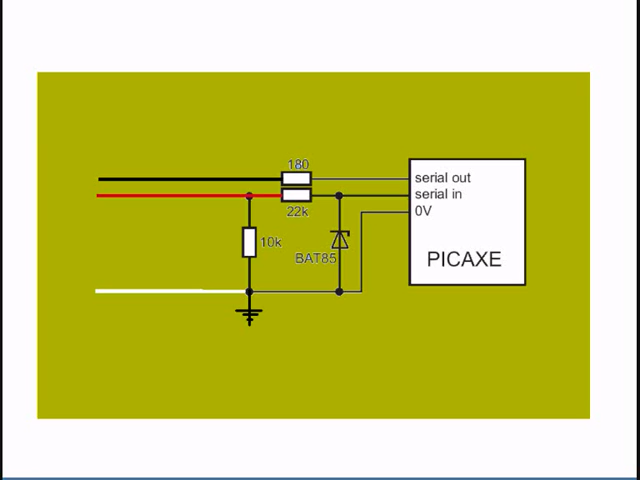 180
serial out
serial in
22k
0V
10k
BAT85
PICAXE